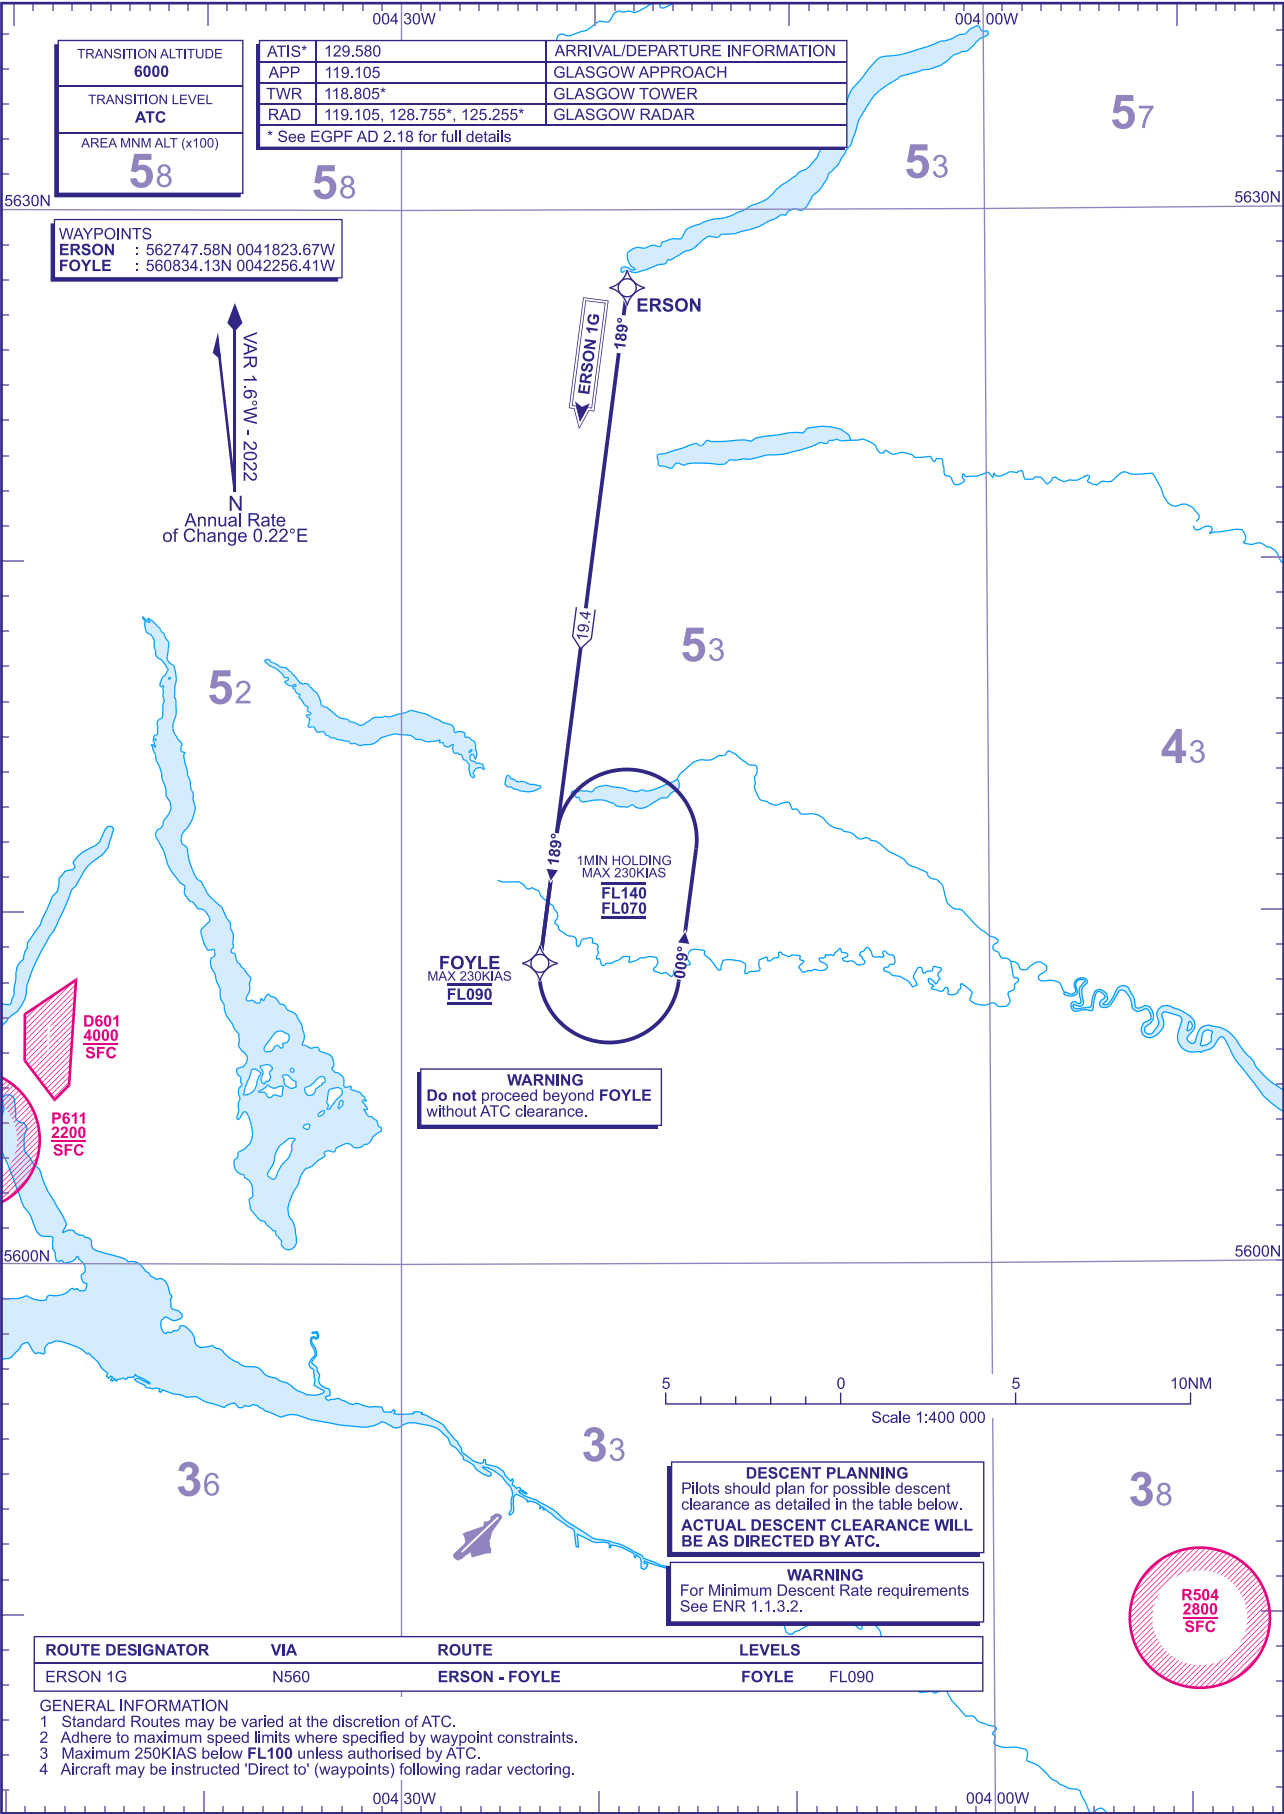 004 30W
004 00W
TRANSITION ALTITUDE
6000
TRANSITION LEVEL
ATC
AREA MNM ALT (x100)
58
ATIS* 129.580 ARRIVAL/DEPARTURE INFORMATION
APP 119.105 GLASGOW APPROACH
TWR 118.805* GLASGOW TOWER
RAD 119.105, 128.755*, 125.255* GLASGOW RADAR
* See EGPF AD 2.18 for full details
57
53
58
5630N
5630N
WAYPOINTS
ERSON : 562747.58N 0041823.67W
FOYLE : 560834.13N 0042256.41W
ERSON
189°
ERSON 1G
VAR 1.6°W - 2022
N
Annual Rate
of Change 0.22°E
19.4
53
52
43
189°
1MIN HOLDING
MAX 230KIAS
FL140
FL070
009°
FOYLE
MAX 230KIAS
FL090
D601
4000
SFC
WARNING
Do not proceed beyond FOYLE
without ATC clearance.
P611
2200
SFC
5600N
5600N
5 0 5 10NM
Scale 1:400 000
33
36
38
DESCENT PLANNING
Pilots should plan for possible descent
clearance as detailed in the table below.
ACTUAL DESCENT CLEARANCE WILL
BE AS DIRECTED BY ATC.
WARNING
For Minimum Descent Rate requirements
See ENR 1.1.3.2.
R504
2800
SFC
ROUTE DESIGNATOR VIA ROUTE LEVELS
ERSON 1G N560 ERSON - FOYLE FOYLE FL090
GENERAL INFORMATION
1 Standard Routes may be varied at the discretion of ATC.
2 Adhere to maximum speed limits where specified by waypoint constraints.
3 Maximum 250KIAS below FL100 unless authorised by ATC.
4 Aircraft may be instructed 'Direct to' (waypoints) following radar vectoring.
004 30W
004 00W